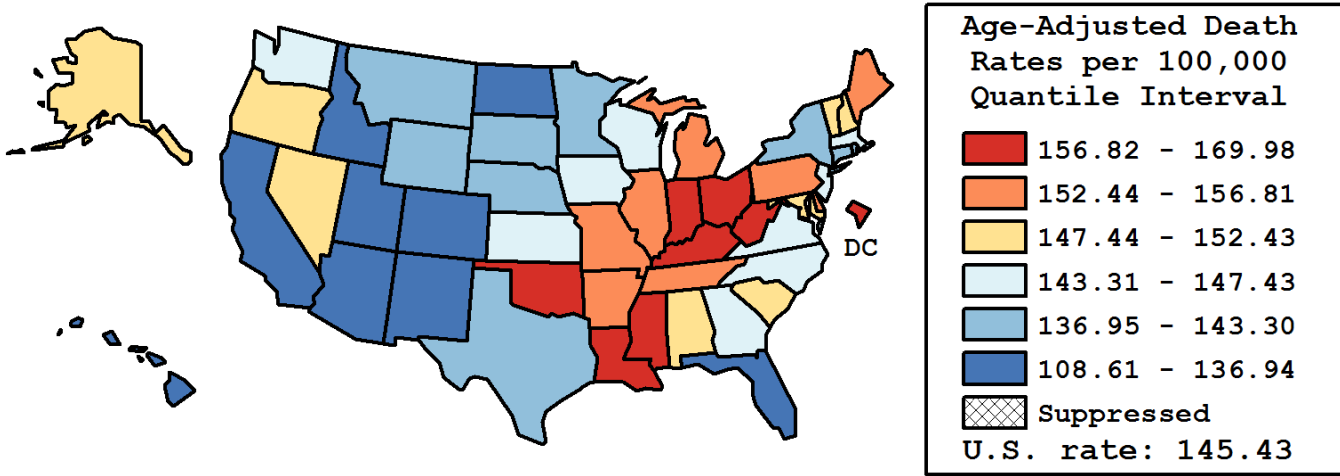 DC
Age-Adjusted Death
Rates per 100,000
Quantile Interval
156.82 - 169.98
152.44 - 156.81
147.44 - 152.43
143.31 - 147.43
136.95 - 143.30
108.61 - 136.94
Suppressed
U.S. rate: 145.43